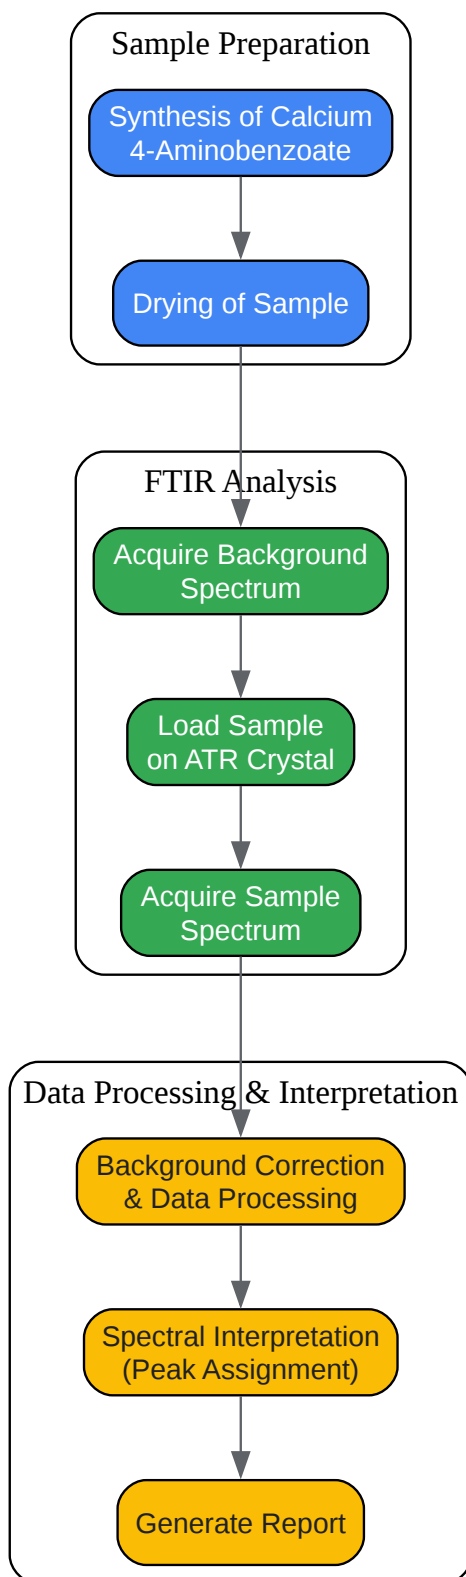 Sample Preparation
Synthesis of Calcium
4-Aminobenzoate
Drying of Sample
FTIR Analysis
Acquire Background
Spectrum
Load Sample
on ATR Crystal
Acquire Sample
Spectrum
Data Processing & Interpretation
Background Correction
& Data Processing
Spectral Interpretation
(Peak Assignment)
Generate Report